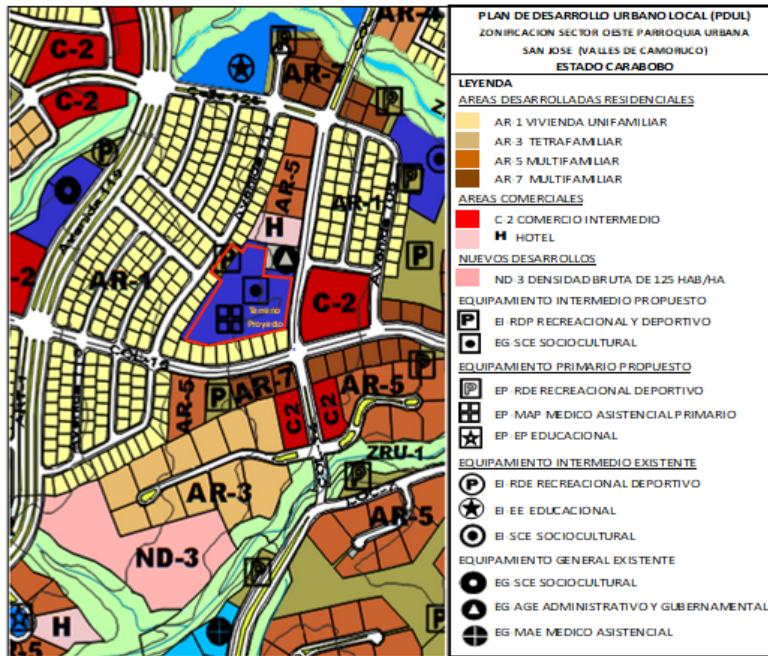 AR-4
C-2
AR-7
C-2
Avenida 119
AR-5
AR-1
H
-2
AR-1
Terreno
Proyecto
C-2
AR-5
AR-7
AR-5
C2
C2
AR-3
ZRU-1
AR-5
ND-3
H
R-5
PLAN DE DESARROLLO URBANO LOCAL (PDUL)
ZONIFICACION SECTOR OESTE PARROQUIA URBANA
SAN JOSE (VALLES DE CAMORUCO)
ESTADO CARABOBO
LEYENDA
AREAS DESARROLLADAS RESIDENCIALES
AR-1 VIVIENDA UNIFAMILIAR
AR-3 TETRAFAMILIAR
AR-5 MULTIFAMILIAR
AR-7 MULTIFAMILIAR
AREAS COMERCIALES
C-2 COMERCIO INTERMEDIO
H HOTEL
NUEVOS DESARROLLOS
ND-3 DENSIDAD BRUTA DE 125 HAB/HA
EQUIPAMIENTO INTERMEDIO PROPUESTO
P EI-RDP RECREACIONAL Y DEPORTIVO
EG-SCE SOCIOCULTURAL
EQUIPAMIENTO PRIMARIO PROPUESTO
P EP-RDE RECREACIONAL DEPORTIVO
EP-MAP MEDICO ASISTENCIAL PRIMARIO
EP-EP EDUCACIONAL
EQUIPAMIENTO INTERMEDIO EXISTENTE
P EI-RDE RECREACIONAL DEPORTIVO
EI-EE EDUCACIONAL
EI-SCE SOCIOCULTURAL
EQUIPAMIENTO GENERAL EXISTENTE
EG-SCE SOCIOCULTURAL
EG-AGE ADMINISTRATIVO Y GUBERNAMENTAL
EG-MAE MEDICO ASISTENCIAL